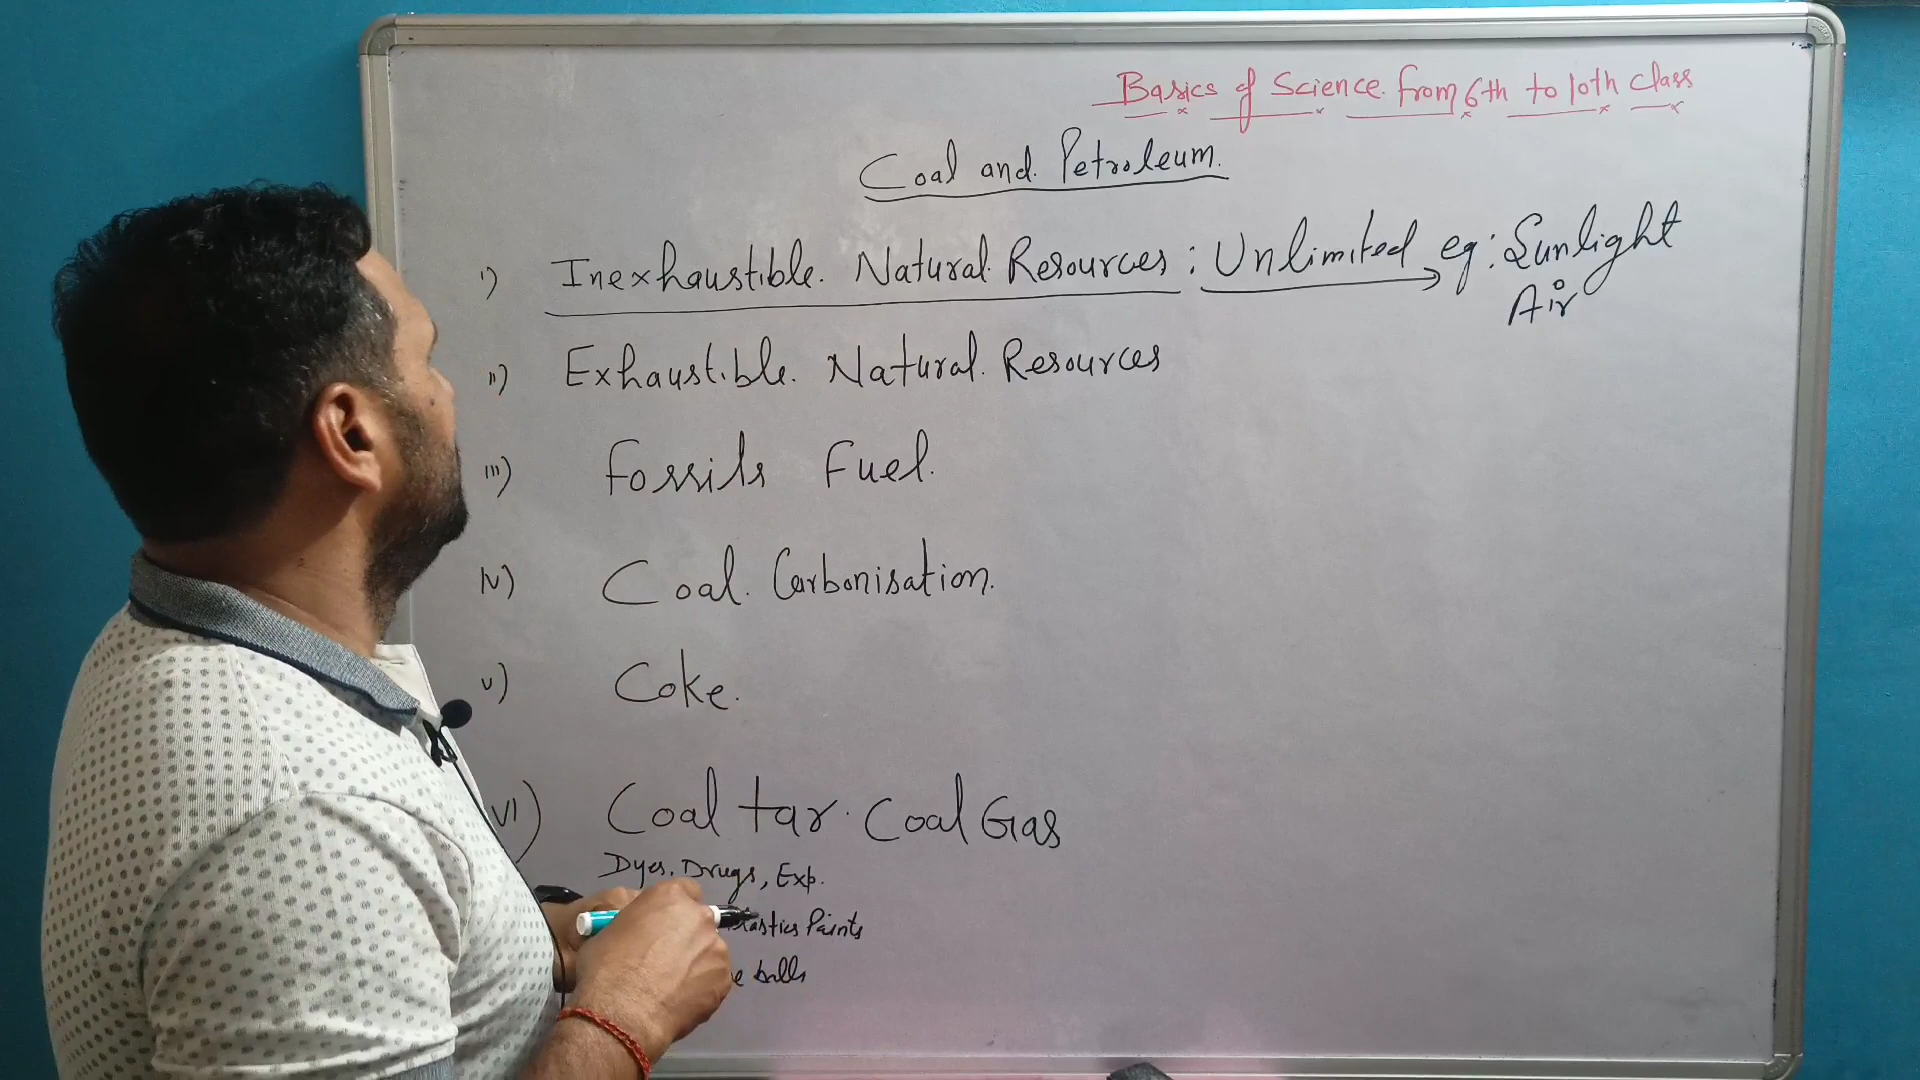 Basics of Science from 6th to 10th class
Coal and Petroleum.
i) Inexhaustible. Natural Resources : Unlimited eg: Sunlight
Air
ii) Exhaustible. Natural. Resources
iii) Fossils Fuel.
iv) Coal. Carbonisation.
v) Coke.
vi) Coal tar. Coal Gas
Dyes. Drugs, Exp.
Paints
balls